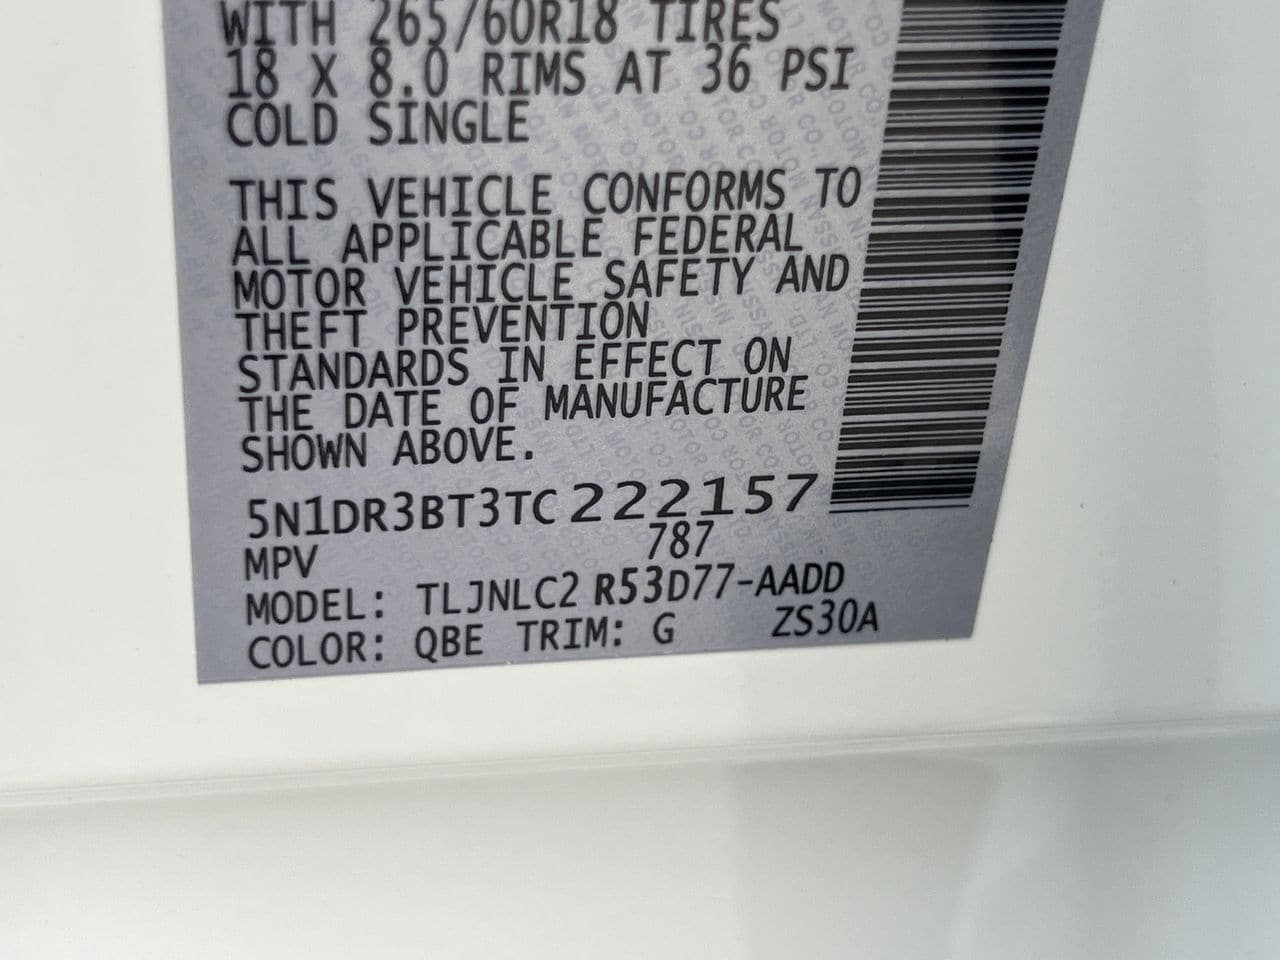 WITH 265/60R18 TIRES
18 X 8.0 RIMS AT 36 PSI
COLD SINGLE
THIS VEHICLE CONFORMS TO
ALL APPLICABLE FEDERAL
MOTOR VEHICLE SAFETY AND
THEFT PREVENTION
STANDARDS IN EFFECT ON
THE DATE OF MANUFACTURE
SHOWN ABOVE.
5N1DR3BT3TC222157
MPV 787
MODEL: TLJNLC2 R53D77-AADD
COLOR: QBE TRIM: G ZS30A